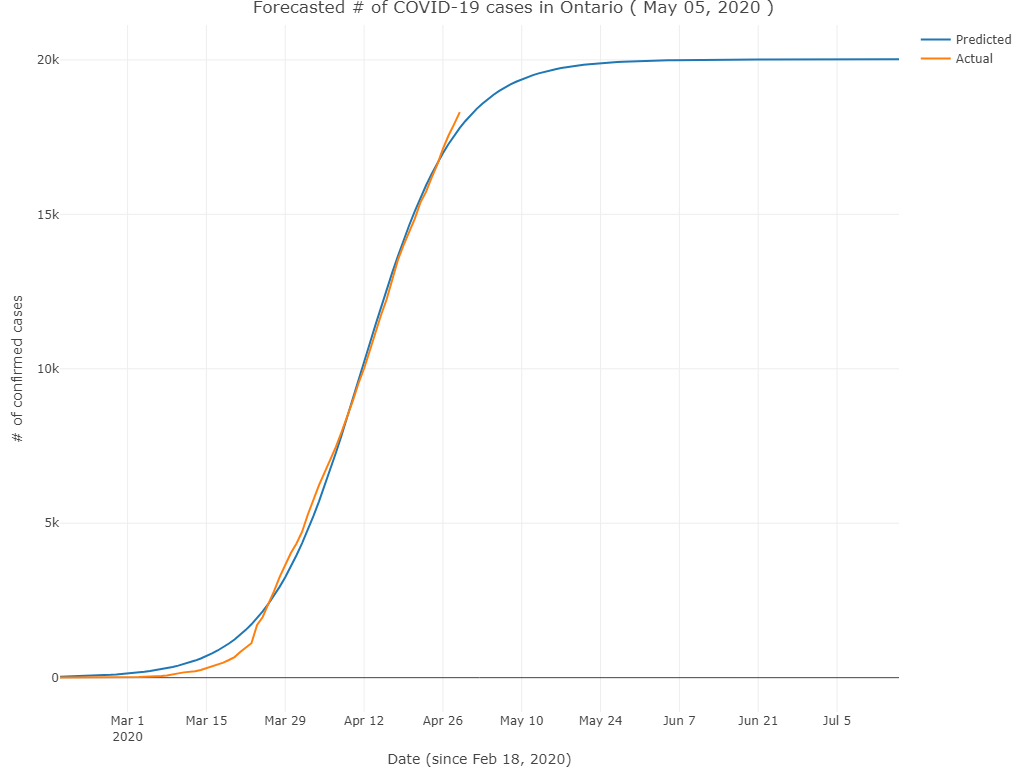 Forecasted # of COVID-19 cases in Ontario ( May 05, 2020 )
Predicted
Actual
20k
15k
10k
5k
0
# of confirmed cases
Mar 1
2020
Mar 15
Mar 29
Apr 12
Apr 26
May 10
May 24
Jun 7
Jun 21
Jul 5
Date (since Feb 18, 2020)